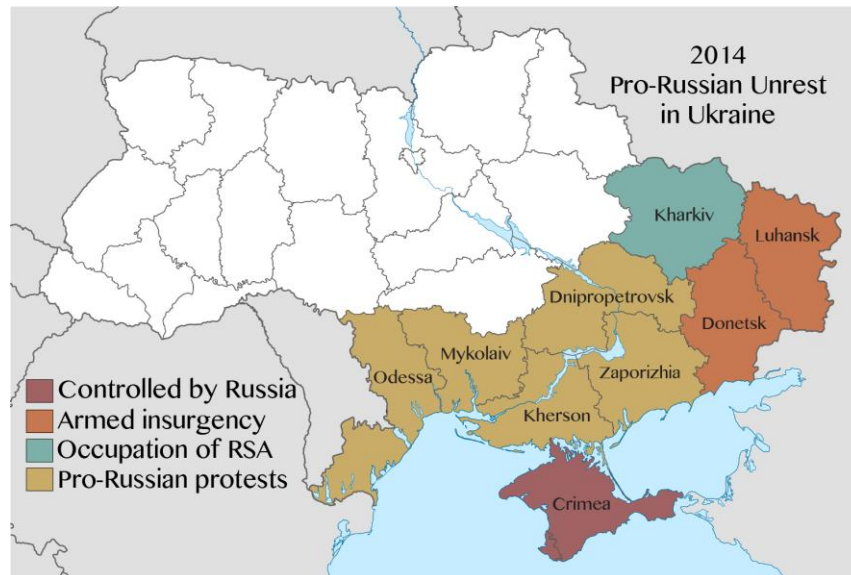 2014
Pro-Russian Unrest
in Ukraine
Kharkiv
Luhansk
Dnipropetrovsk
Donetsk
Mykolaiv
Odessa
Zaporizhia
Kherson
Crimea
Controlled by Russia
Armed insurgency
Occupation of RSA
Pro-Russian protests